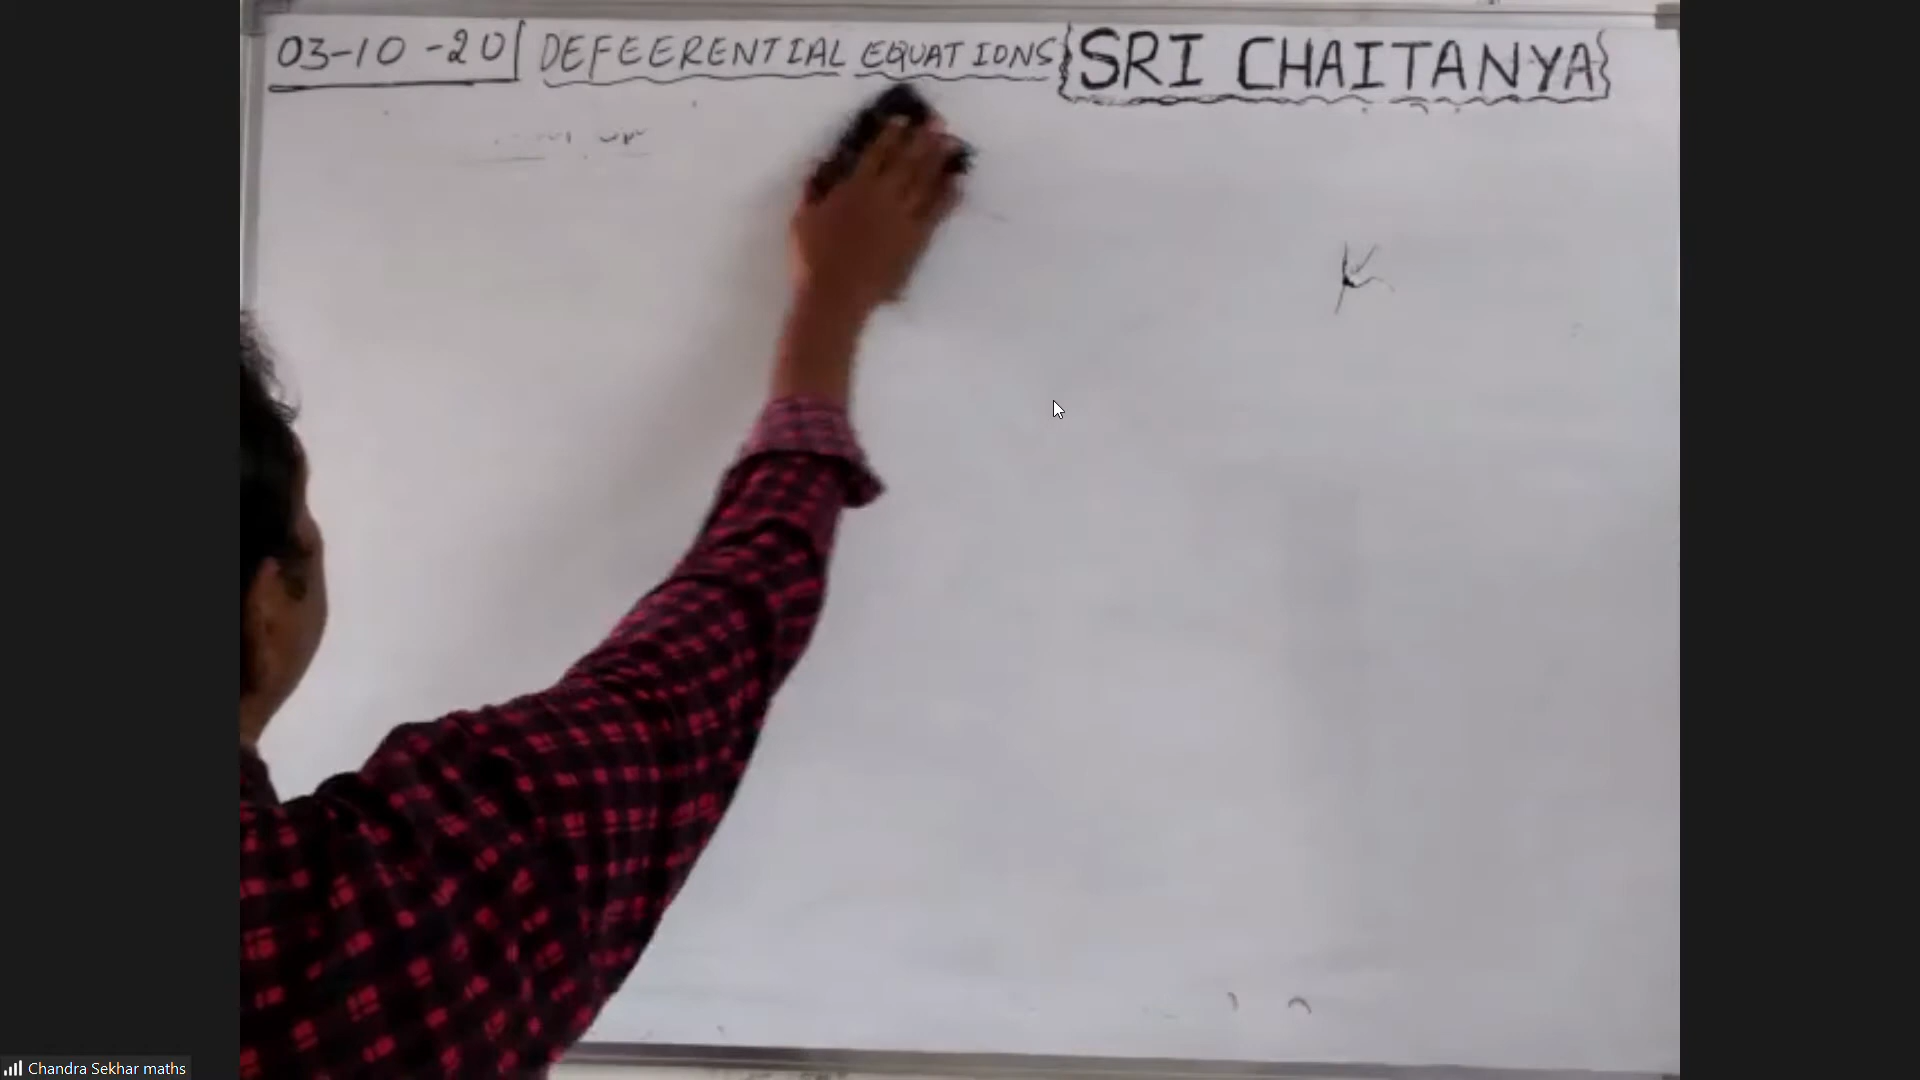 03-10-20 DEFEERENTIAL EQUATIONS {SRI CHAITANYA}
K
Chandra Sekhar maths